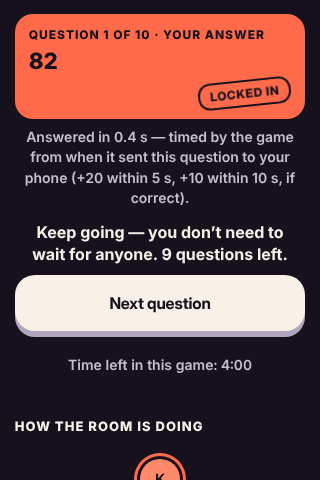 QUESTION 1 OF 10 · YOUR ANSWER
82
LOCKED IN
Answered in 0.4 s — timed by the game
from when it sent this question to your
phone (+20 within 5 s, +10 within 10 s, if
correct).
Keep going — you don’t need to
wait for anyone. 9 questions left.
Next question
Time left in this game: 4:00
HOW THE ROOM IS DOING
K